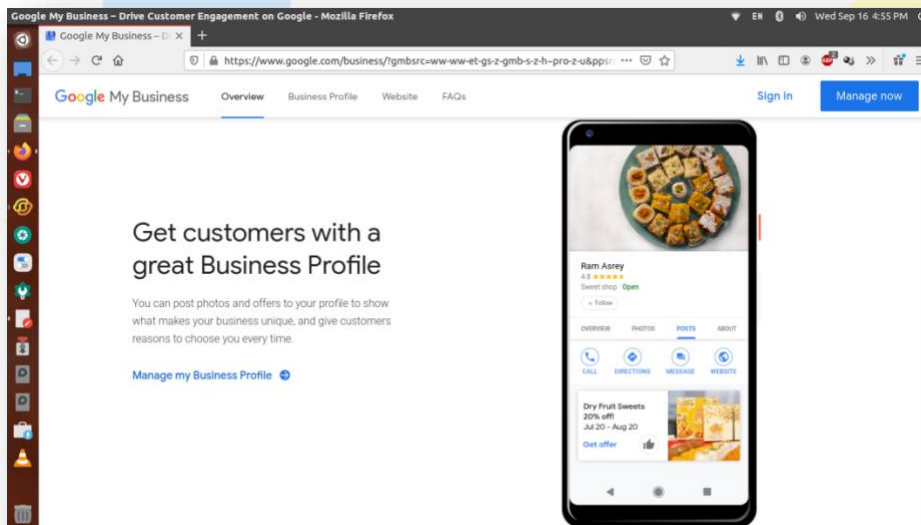 Google My Business – Drive Customer Engagement on Google - Mozilla Firefox
EN
Wed Sep 16 4:55 PM
Google My Business – D
https://www.google.com/business/?gmbsrc=ww-ww-et-gs-z-gmb-s-z-h~pro-z-u&ppsr
Google My Business
Overview
Business Profile
Website
FAQs
Sign in
Manage now
Get customers with a
great Business Profile
You can post photos and offers to your profile to show
what makes your business unique, and give customers
reasons to choose you every time.
Manage my Business Profile
Ram Asrey
4.8
Sweet shop Open
+ Follow
OVERVIEW PHOTOS POSTS ABOUT
CALL DIRECTIONS MESSAGE WEBSITE
Dry Fruit Sweets
20% off!
Jul 20 - Aug 20
Get offer